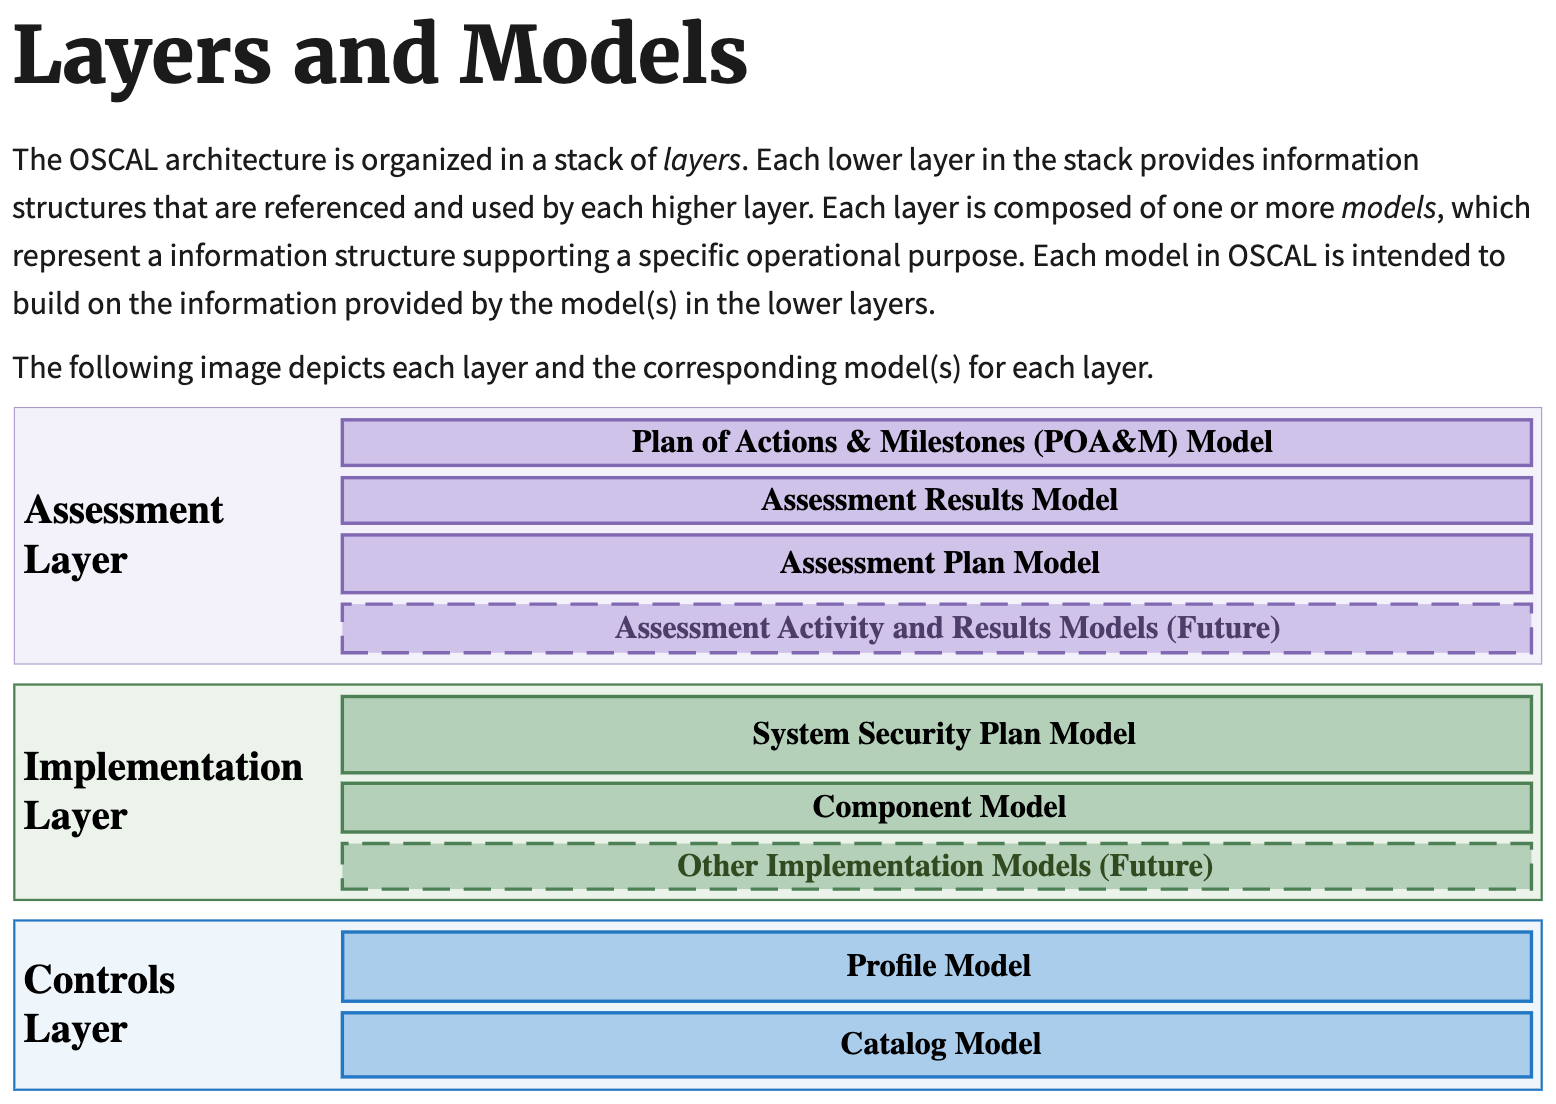 Layers and Models
The OSCAL architecture is organized in a stack of layers. Each lower layer in the stack provides information
structures that are referenced and used by each higher layer. Each layer is composed of one or more models, which
represent a information structure supporting a specific operational purpose. Each model in OSCAL is intended to
build on the information provided by the model(s) in the lower layers.
The following image depicts each layer and the corresponding model(s) for each layer.
Assessment
Layer
Plan of Actions & Milestones (POA&M) Model
Assessment Results Model
Assessment Plan Model
Assessment Activity and Results Models (Future)
Implementation
Layer
System Security Plan Model
Component Model
Other Implementation Models (Future)
Controls
Layer
Profile Model
Catalog Model